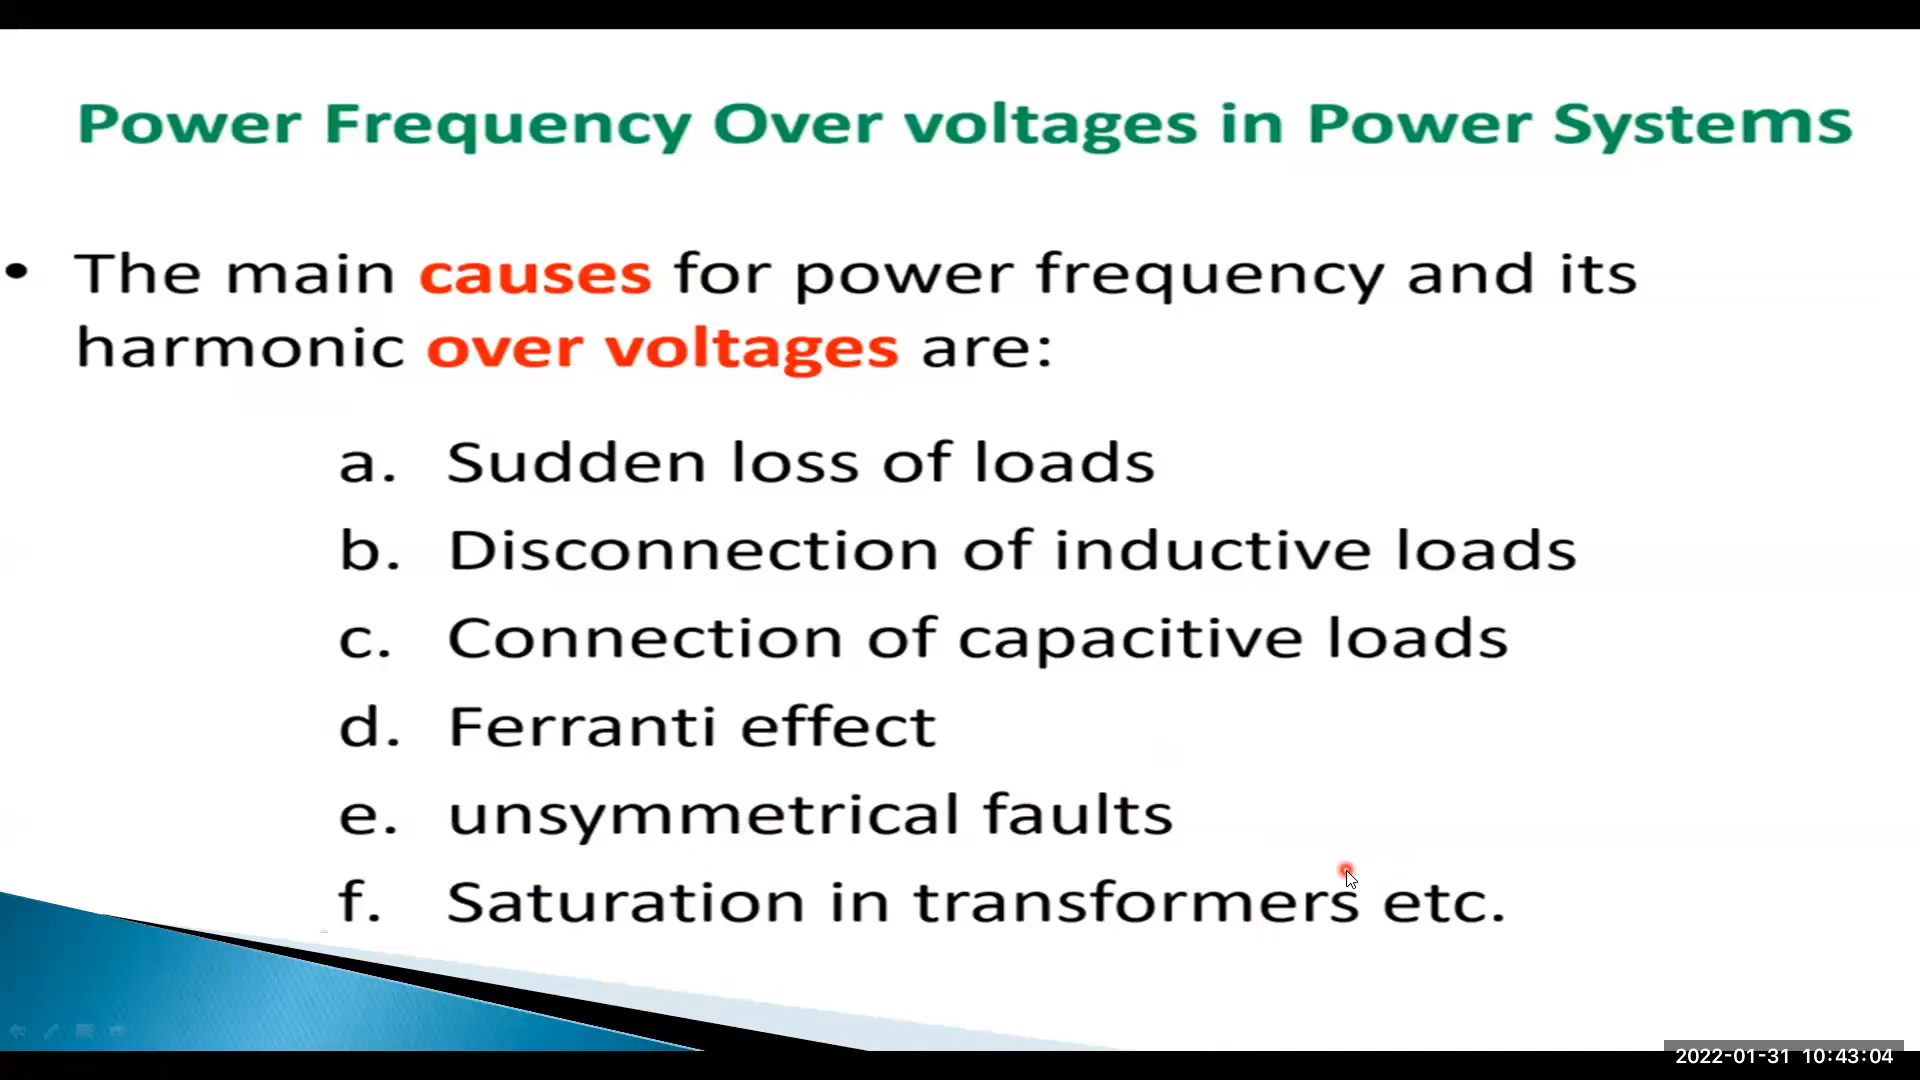 Power Frequency Over voltages in Power Systems
• The main causes for power frequency and its
harmonic over voltages are:
a. Sudden loss of loads
b. Disconnection of inductive loads
c. Connection of capacitive loads
d. Ferranti effect
e. unsymmetrical faults
f. Saturation in transformers etc.
2022-01-31 10:43:04